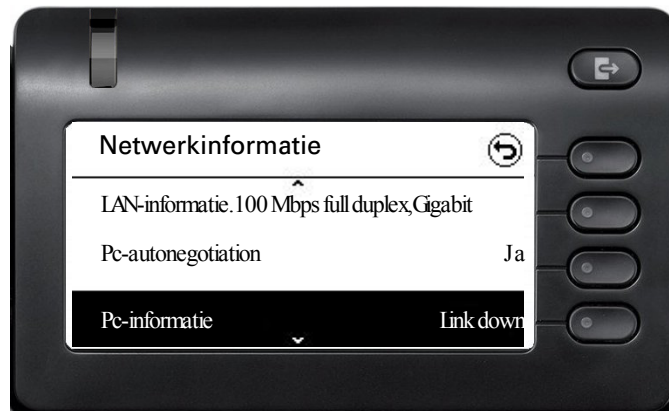 Netwerkinformatie
LAN-informatie.100 Mbps full duplex,Gigabit
Pc-autonegotiation Ja
Pc-informatie Link down